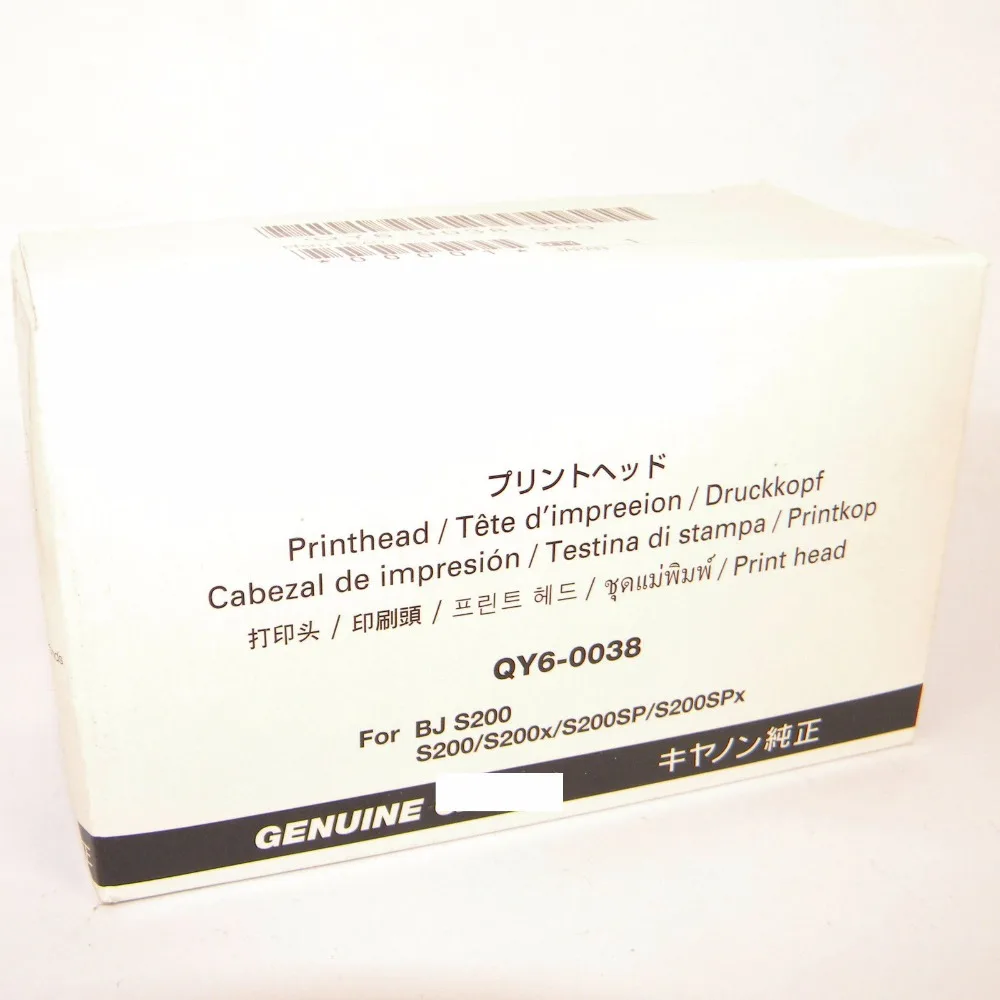 プリントヘッド
Printhead / Tête d'impreeion / Druckkopf
Cabezal de impresión / Testina di stampa / Printkop
打印头 / 印刷頭 / 프린트 헤드 / ชุดแม่พิมพ์ / Print head
QY6-0038
For BJ S200
S200/S200x/S200SP/S200SPx
キヤノン純正
GENUINE